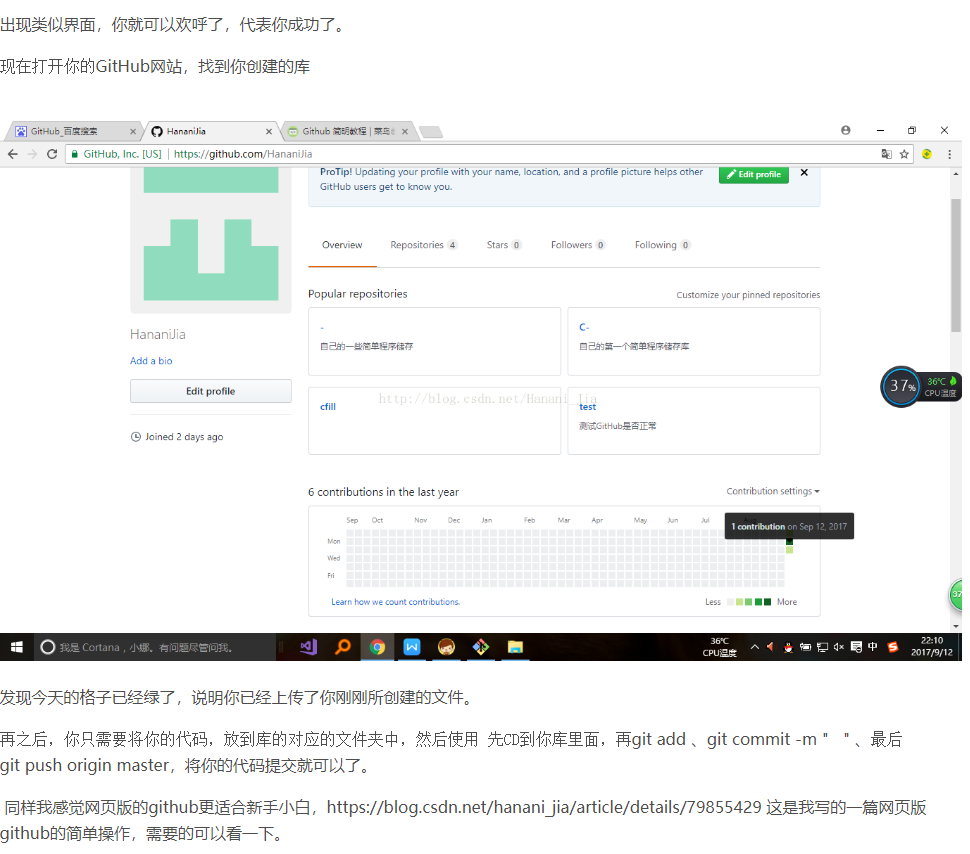 出现类似界面，你就可以欢呼了，代表你成功了。
现在打开你的GitHub网站，找到你创建的库
GitHub_百度搜索
HananiJia
Github 简明教程 | 菜鸟
GitHub, Inc. [US] | https://github.com/HananiJia
ProTip! Updating your profile with your name, location, and a profile picture helps other
GitHub users get to know you.
Edit profile
Overview Repositories 4 Stars 0 Followers 0 Following 0
Popular repositories
Customize your pinned repositories
-
自己的一些简单程序储存
C-
自己的第一个简单程序储存库
HananiJia
Add a bio
Edit profile
Joined 2 days ago
37%
36℃
CPU温度
cfill
http://blog.csdn.net/Hanani_Jia
test
测试GitHub是否正常
6 contributions in the last year
Contribution settings
Sep Oct Nov Dec Jan Feb Mar Apr May Jun Jul
1 contribution on Sep 12, 2017
Mon
Wed
Fri
Learn how we count contributions.
Less More
37
我是 Cortana，小娜。有问题尽管问我。
36℃
CPU温度
中
22:10
2017/9/12
发现今天的格子已经绿了，说明你已经上传了你刚刚所创建的文件。
再之后，你只需要将你的代码，放到库的对应的文件夹中，然后使用 先CD到你库里面，再git add 、git commit -m " " 、最后
git push origin master，将你的代码提交就可以了。
同样我感觉网页版的github更适合新手小白，https://blog.csdn.net/hanani_jia/article/details/79855429 这是我写的一篇网页版
github的简单操作，需要的可以看一下。